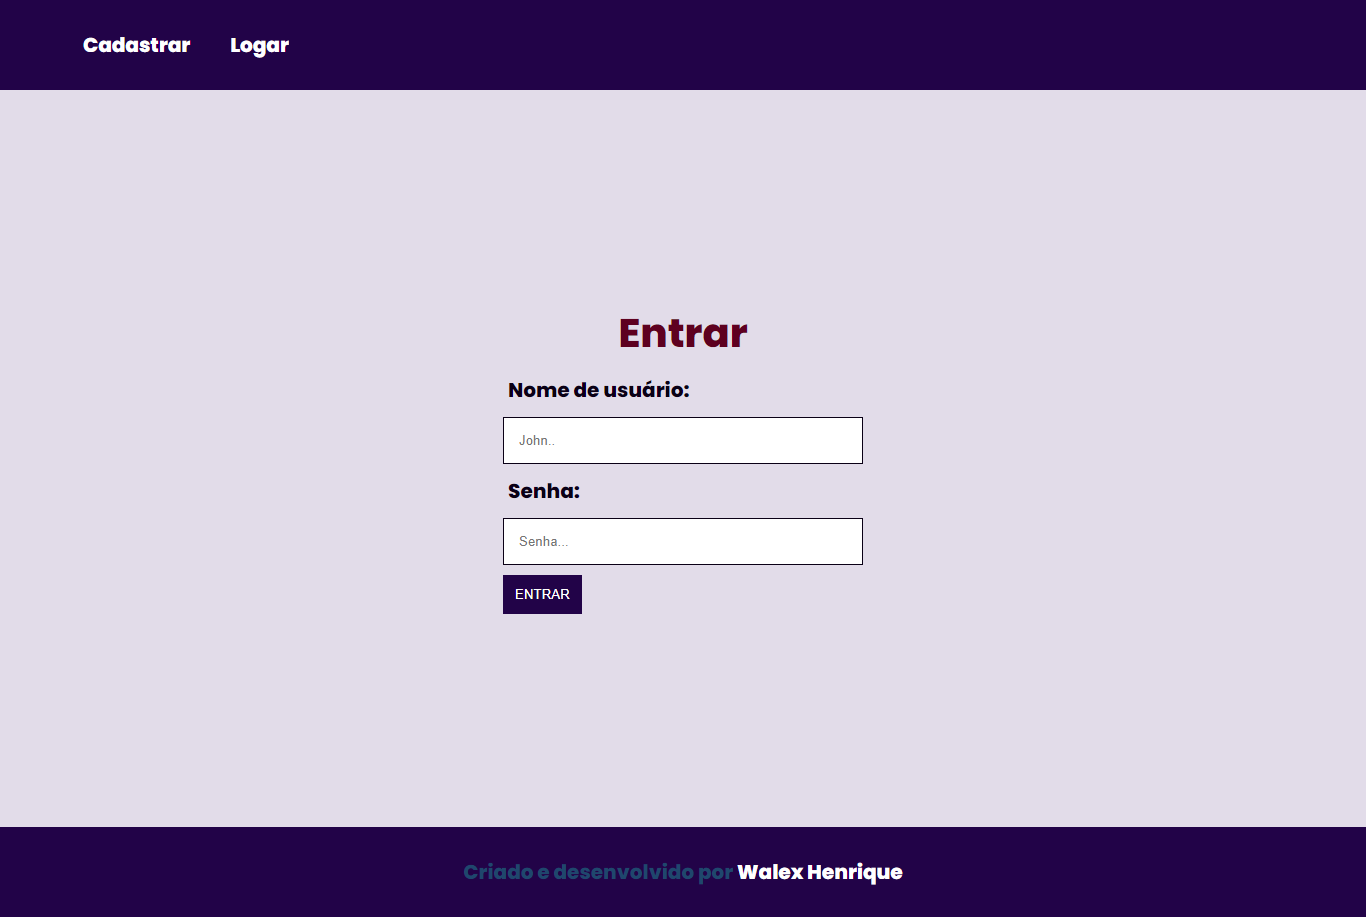 Cadastrar Logar
Entrar
Nome de usuário:
John..
Senha:
Senha...
ENTRAR
Criado e desenvolvido por Walex Henrique